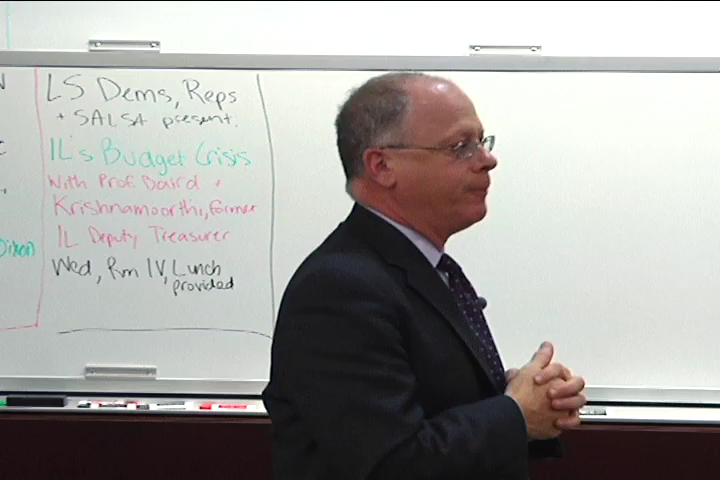 LS Dems, Reps
+ SALSA present.
IL's Budget Crisis
With Prof. Baird +
Krishnamoorthi, former
IL Deputy Treasurer
Wed, Rm IV, Lunch
provided
Dixon